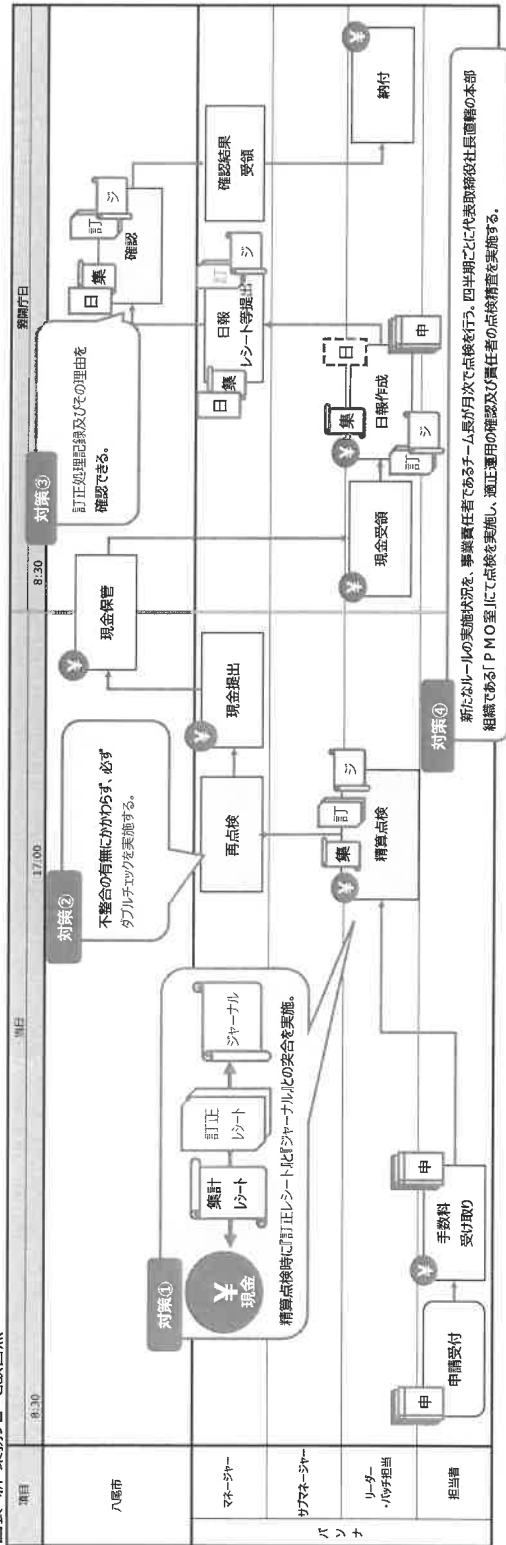 項目
当日
翌開庁日
8:30
17:00
8:30
八尾市
パソナ
マネージャー
サブマネージャー
リーダー
・バッチ担当
担当者
申
申請受付
¥
申
手数料
受け取り
対策①
¥
現金
集計
レシート
訂正
レシート
ジャーナル
精算点検時に『訂正レシート』と『ジャーナル』との突合を実施。
¥
集
訂
ジ
精算点検
対策②
不整合の有無にかかわらず、必ず
ダブルチェックを実施する。
再点検
¥
現金提出
¥
現金保管
¥
現金受領
¥
集
日
日報作成
訂
ジ
申
日
集
訂
ジ
日報
レシート等提出
対策③
訂正処理記録及びその理由を
確認できる。
日
集
訂
ジ
確認
確認結果
受領
¥
納付
対策④
新たなルールの実施状況を、事業責任者であるチーム長が月次で点検を行う。四半期ごとに代表取締役社長直轄の本部
組織である「PMO室」にて点検を実施し、適正運用の確認及び責任者の点検精査を実施する。